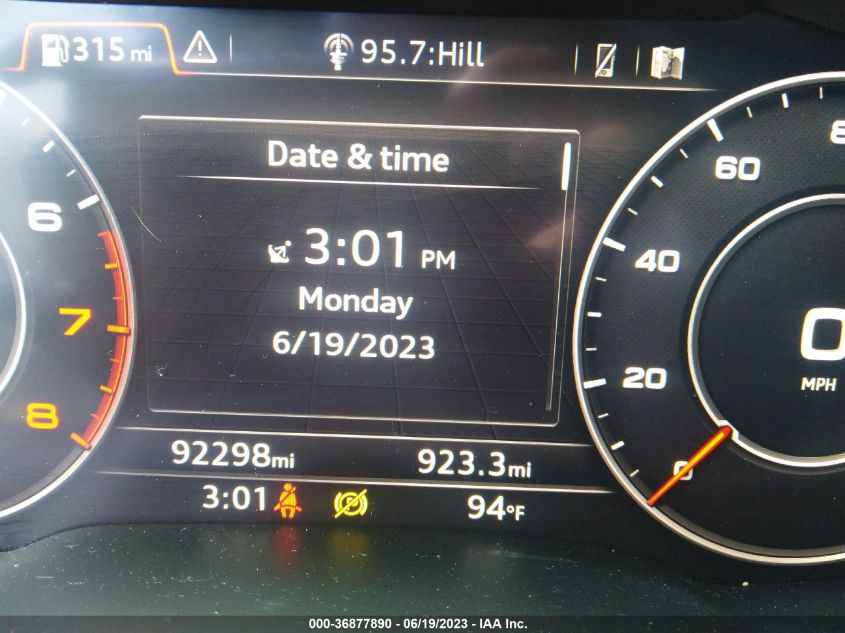 315 mi 95.7:Hill
Date & time
3:01 PM
Monday
6/19/2023
92298mi 923.3mi
3:01 94°F
6
7
8
60
40
20
0
0
MPH
000-36877890 - 06/19/2023 - IAA Inc.